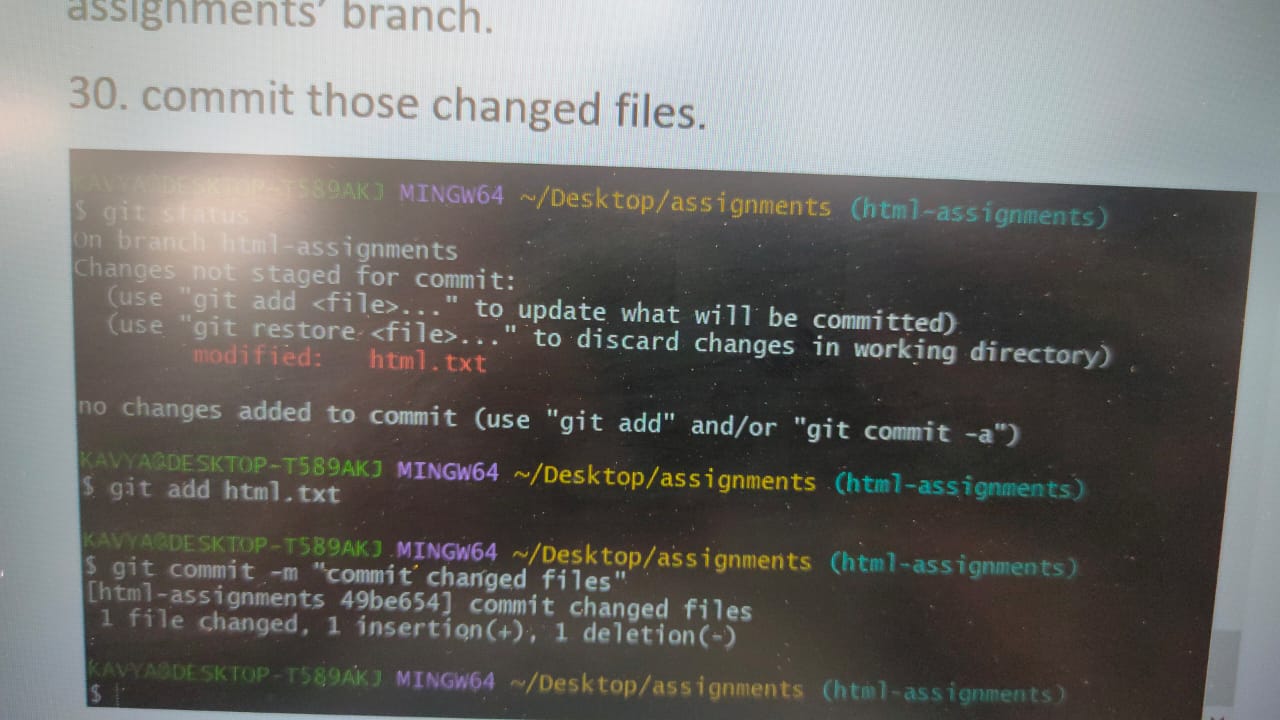 assignments’ branch.
30. commit those changed files.
KAVYA@DESKTOP-T589AKJ MINGW64 ~/Desktop/assignments (html-assignments)
$ git status
On branch html-assignments
Changes not staged for commit:
(use "git add <file>..." to update what will be committed)
(use "git restore <file>..." to discard changes in working directory)
modified: html.txt
no changes added to commit (use "git add" and/or "git commit -a")
KAVYA@DESKTOP-T589AKJ MINGW64 ~/Desktop/assignments (html-assignments)
$ git add html.txt
KAVYA@DESKTOP-T589AKJ MINGW64 ~/Desktop/assignments (html-assignments)
$ git commit -m "commit changed files"
[html-assignments 49be654] commit changed files
1 file changed, 1 insertion(+), 1 deletion(-)
KAVYA@DESKTOP-T589AKJ MINGW64 ~/Desktop/assignments (html-assignments)
$